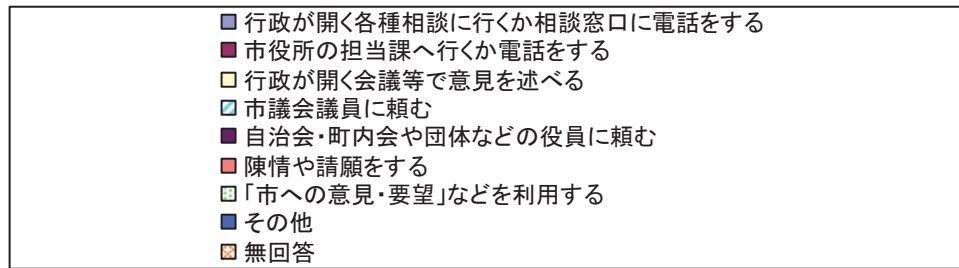 行政が開く各種相談に行くか相談窓口に電話をする
市役所の担当課へ行くか電話をする
行政が開く会議等で意見を述べる
市議会議員に頼む
自治会・町内会や団体などの役員に頼む
陳情や請願をする
「市への意見・要望」などを利用する
その他
無回答